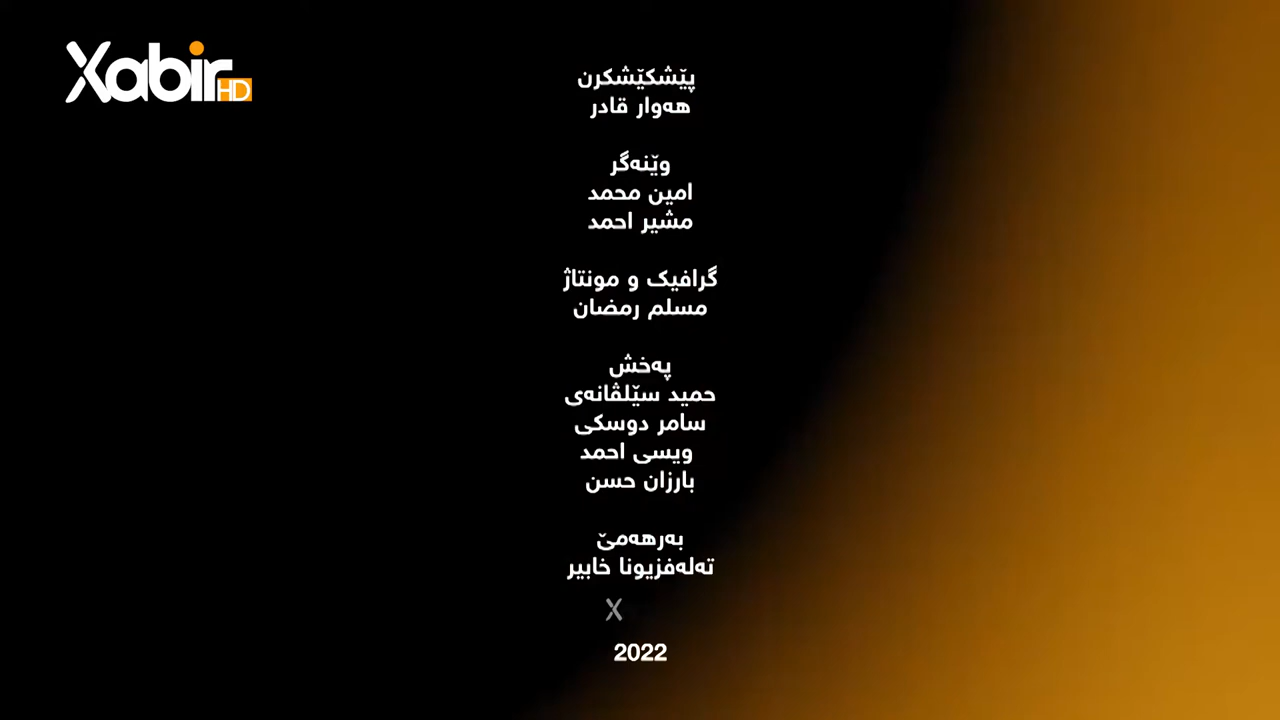 Xabir HD
پێشکێشکرن
هەوار قادر
وێنەگر
امین محمد
مشیر احمد
گرافیک و مونتاژ
مسلم رمضان
پەخش
حمید سێلڤانەی
سامر دوسکی
ویسی احمد
بارزان حسن
بەرهەمێ
تەلەفزیونا خابیر
X
2022